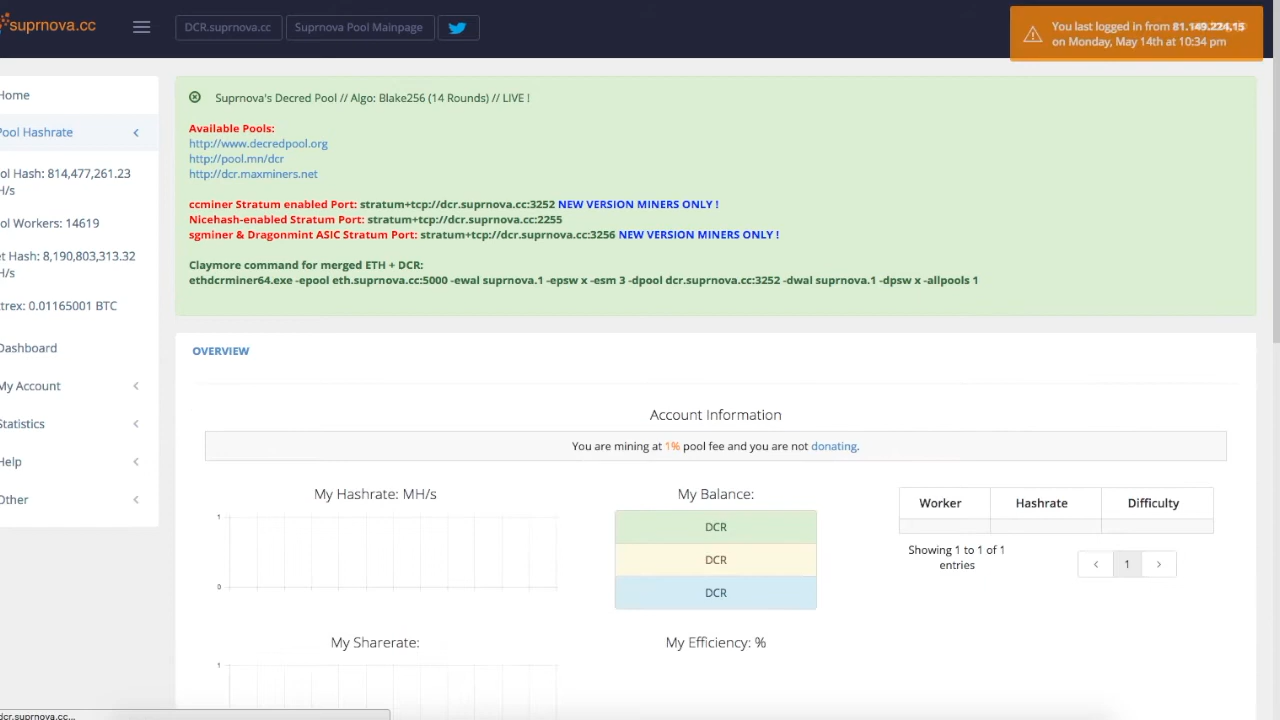 suprnova.cc
DCR.suprnova.cc
Suprnova Pool Mainpage
You last logged in from 81.149.224.15
on Monday, May 14th at 10:34 pm
Home
Pool Hashrate
ol Hash: 814,477,261.23
H/s
ol Workers: 14619
et Hash: 8,190,803,313.32
H/s
trex: 0.01165001 BTC
Dashboard
My Account
Statistics
Help
Other
Suprnova's Decred Pool // Algo: Blake256 (14 Rounds) // LIVE !
Available Pools:
http://www.decredpool.org
http://pool.mn/dcr
http://dcr.maxminers.net
ccminer Stratum enabled Port: stratum+tcp://dcr.suprnova.cc:3252 NEW VERSION MINERS ONLY !
Nicehash-enabled Stratum Port: stratum+tcp://dcr.suprnova.cc:2255
sgminer & Dragonmint ASIC Stratum Port: stratum+tcp://dcr.suprnova.cc:3256 NEW VERSION MINERS ONLY !
Claymore command for merged ETH + DCR:
ethdcrminer64.exe -epool eth.suprnova.cc:5000 -ewal suprnova.1 -epsw x -esm 3 -dpool dcr.suprnova.cc:3252 -dwal suprnova.1 -dpsw x -allpools 1
OVERVIEW
Account Information
You are mining at 1% pool fee and you are not donating.
My Hashrate: MH/s
1
0
My Balance:
DCR
DCR
DCR
Worker Hashrate Difficulty
Showing 1 to 1 of 1
entries
1
My Sharerate:
1
My Efficiency: %
dcr.suprnova.cc...